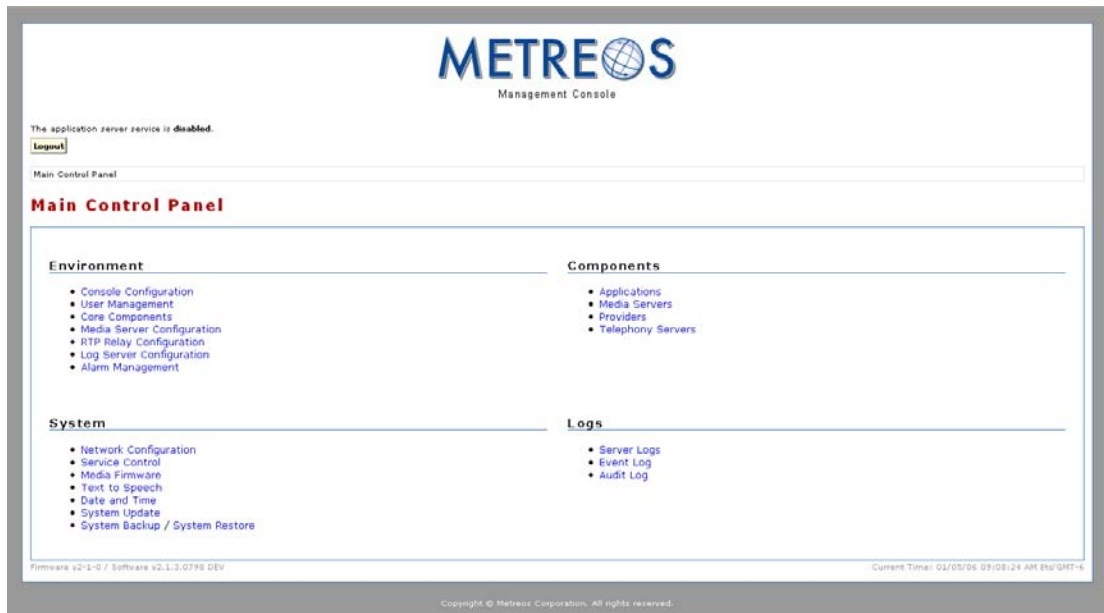 METREOS
Management Console
The application server service is disabled.
Logout
Main Control Panel
Main Control Panel
Environment
• Console Configuration
• User Management
• Core Components
• Media Server Configuration
• RTP Relay Configuration
• Log Server Configuration
• Alarm Management
Components
• Applications
• Media Servers
• Providers
• Telephony Servers
System
• Network Configuration
• Service Control
• Media Firmware
• Text to Speech
• Date and Time
• System Update
• System Backup / System Restore
Logs
• Server Logs
• Event Log
• Audit Log
Firmware v2-1-0 / Software v2.1.3.0798 DEV
Current Time: 01/05/06 09:08:24 AM Etc/GMT-6
Copyright © Metreos Corporation. All rights reserved.